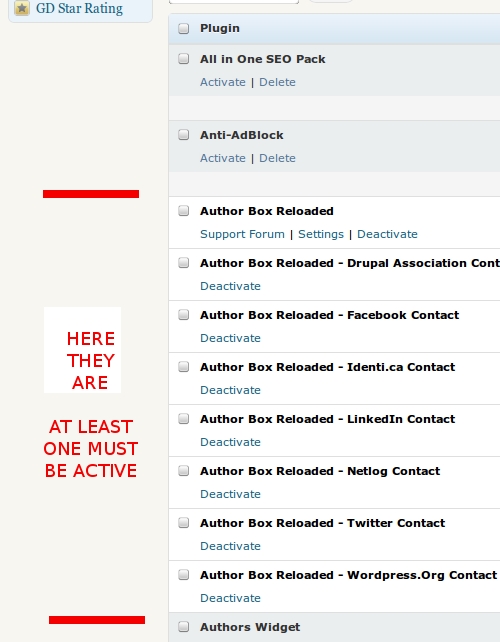 GD Star Rating
Plugin
All in One SEO Pack
Activate | Delete
Anti-AdBlock
Activate | Delete
Author Box Reloaded
Support Forum | Settings | Deactivate
Author Box Reloaded - Drupal Association Cont
Deactivate
Author Box Reloaded - Facebook Contact
Deactivate
Author Box Reloaded - Identi.ca Contact
Deactivate
Author Box Reloaded - LinkedIn Contact
Deactivate
Author Box Reloaded - Netlog Contact
Deactivate
Author Box Reloaded - Twitter Contact
Deactivate
Author Box Reloaded - Wordpress.Org Contact
Deactivate
Authors Widget
HERE
THEY
ARE
AT LEAST
ONE MUST
BE ACTIVE